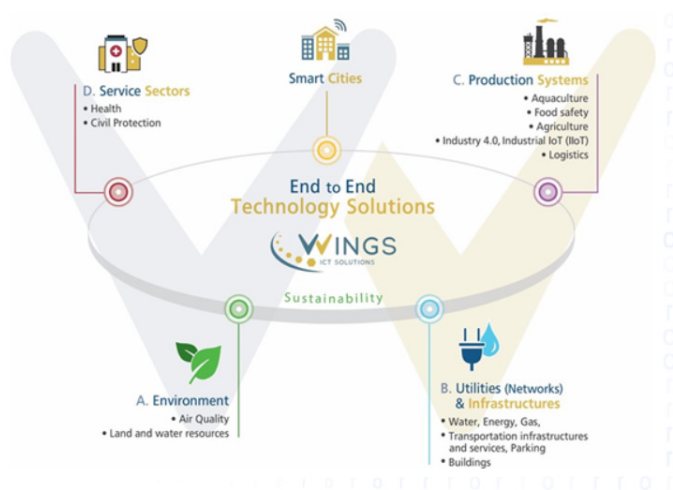 Smart Cities
D. Service Sectors
• Health
• Civil Protection
C. Production Systems
• Aquaculture
• Food safety
• Agriculture
• Industry 4.0, Industrial IoT (IIoT)
• Logistics
End to End
Technology Solutions
WINGS
ICT SOLUTIONS
Sustainability
A. Environment
• Air Quality
• Land and water resources
B. Utilities (Networks)
& Infrastructures
• Water, Energy, Gas,
• Transportation infrastructures
and services, Parking
• Buildings